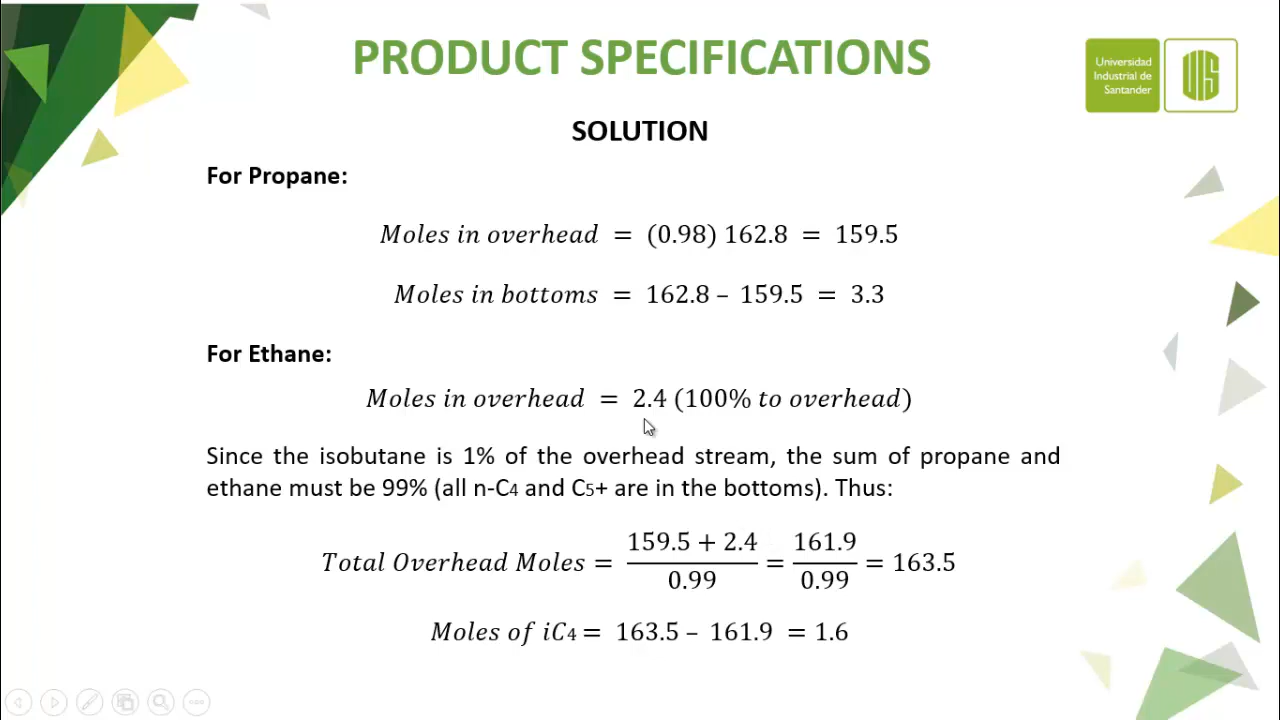 PRODUCT SPECIFICATIONS
Universidad
Industrial de
Santander
UIS
SOLUTION
For Propane:
Moles in overhead = (0.98) 162.8 = 159.5
Moles in bottoms = 162.8 – 159.5 = 3.3
For Ethane:
Moles in overhead = 2.4 (100% to overhead)
Since the isobutane is 1% of the overhead stream, the sum of propane and
ethane must be 99% (all n-C4 and C5+ are in the bottoms). Thus:
Total Overhead Moles = (159.5 + 2.4)/0.99 = 161.9/0.99 = 163.5
Moles of iC4 = 163.5 – 161.9 = 1.6